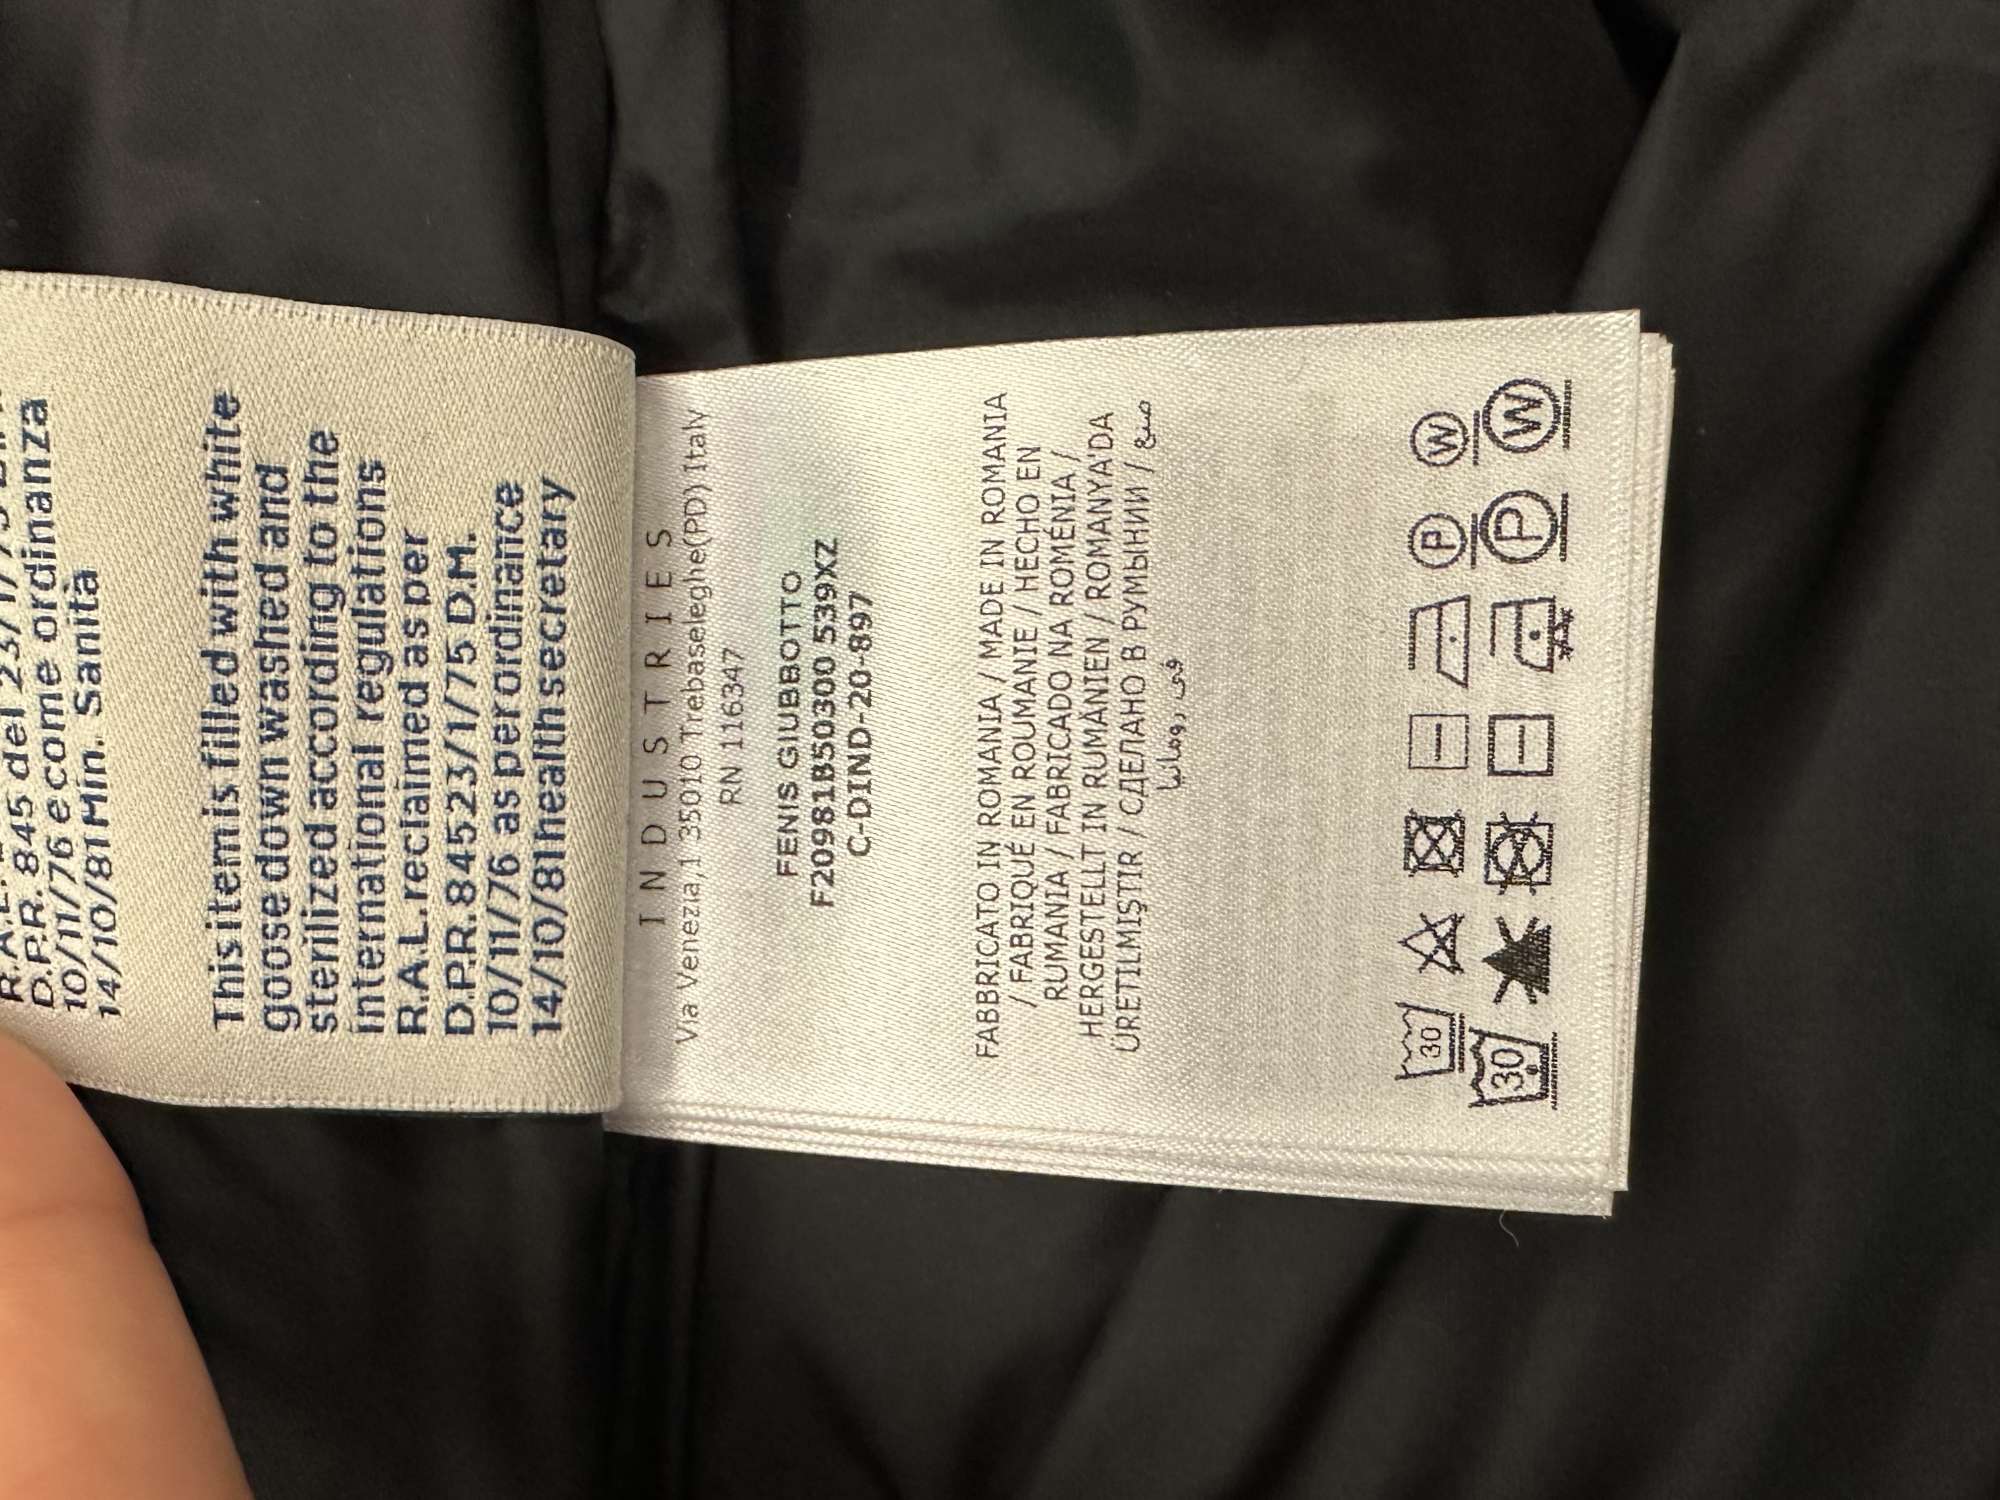 D.P.R. 845 del 23/1/75
10/11/76 e come ordinanza
14/10/81 Min. Sanità
This item is filled with white
goose down washed and
sterilized according to the
international regulations
R.A.L. reclaimed as per
D.P.R. 84523/1/75 D.M.
10/11/76 as per ordinance
14/10/81 health secretary
INDUSTRIES
Via Venezia,1 35010 Trebaseleghe(PD) Italy
RN 116347
FENIS GIUBBOTTO
F20981B50300 539XZ
C-DIND-20-897
FABBRICATO IN ROMANIA / MADE IN ROMANIA
/ FABRIQUÉ EN ROUMANIE / HECHO EN
RUMANIA / FABRICADO NA ROMÉNIA /
HERGESTELLT IN RUMÄNIEN / ROMANYA'DA
ÜRETILMIŞTIR / СДЕЛАНО В РУМЫНИИ / صنع
في رومانيا
30 P W
30 P W